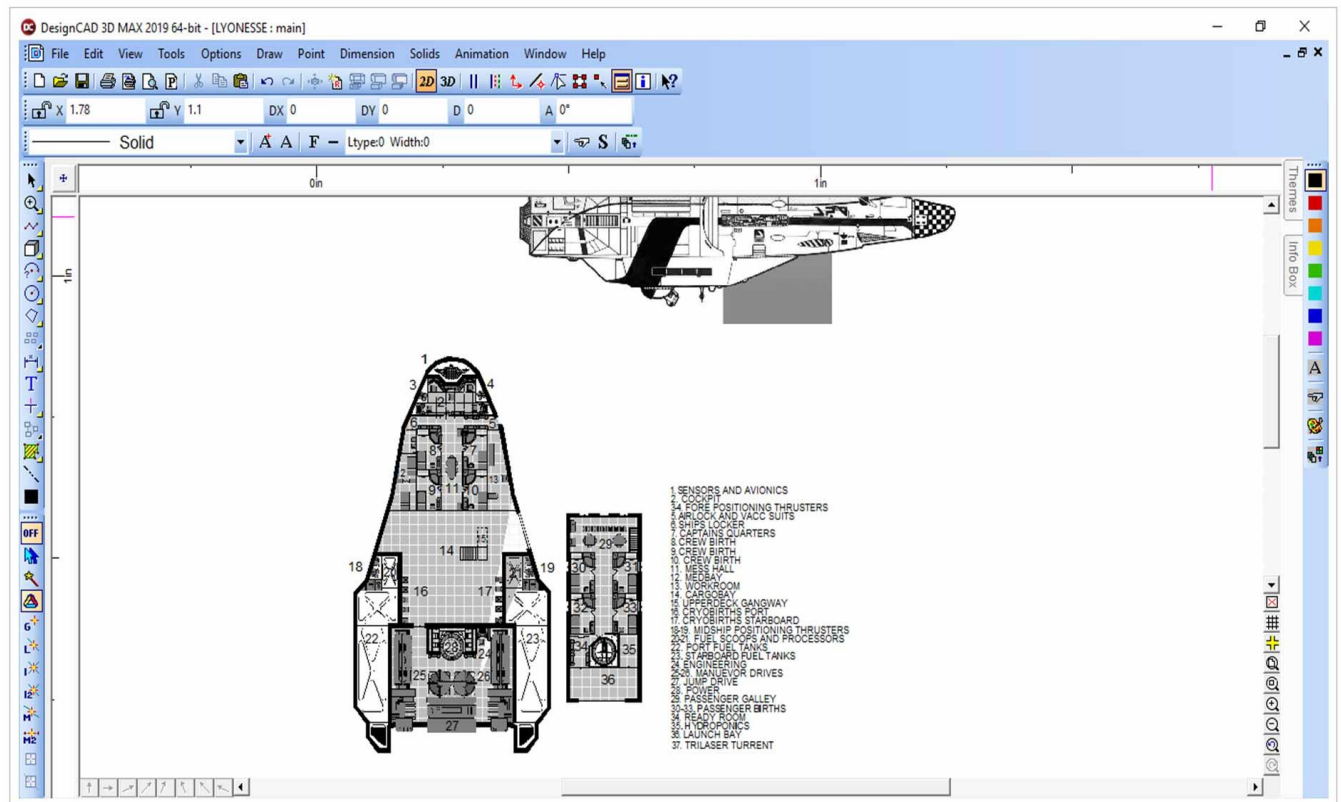 DesignCAD 3D MAX 2019 64-bit - [LYONESSE : main]
File Edit View Tools Options Draw Point Dimension Solids Animation Window Help
2D 3D
X 1.78 Y 1.1 DX 0 DY 0 D 0 A 0°
Solid A A F Ltype:0 Width:0 S
0in 1in
Themes
Info Box
1in
T
A
OFF
1
3 4
2
6 5
8 7
9 11 10 13
14 15
18 20 21 19
16 17
22 28 23
24
25 26
27
29
30 31
32 33
34 35
36
1. SENSORS AND AVIONICS
2. COCKPIT
3-4. FORE POSITIONING THRUSTERS
5. AIRLOCK AND VACC SUITS
6. SHIPS LOCKER
7. CAPTAINS QUARTERS
8. CREW BIRTH
9. CREW BIRTH
10. CREW BIRTH
11. MESS HALL
12. MEDBAY
13. WORKROOM
14. CARGOBAY
15. UPPERDECK GANGWAY
16. CRYOBIRTHS PORT
17. CRYOBIRTHS STARBOARD
18-19. MIDSHIP POSITIONING THRUSTERS
20-21. FUEL SCOOPS AND PROCESSORS
22. PORT FUEL TANKS
23. STARBOARD FUEL TANKS
24. ENGINEERING
25-26. MANUEVOR DRIVES
27. JUMP DRIVE
28. POWER
29. PASSENGER GALLEY
30-33. PASSENGER BIRTHS
34. READY ROOM
35. HYDROPONICS
36. LAUNCH BAY
37. TRILASER TURRENT